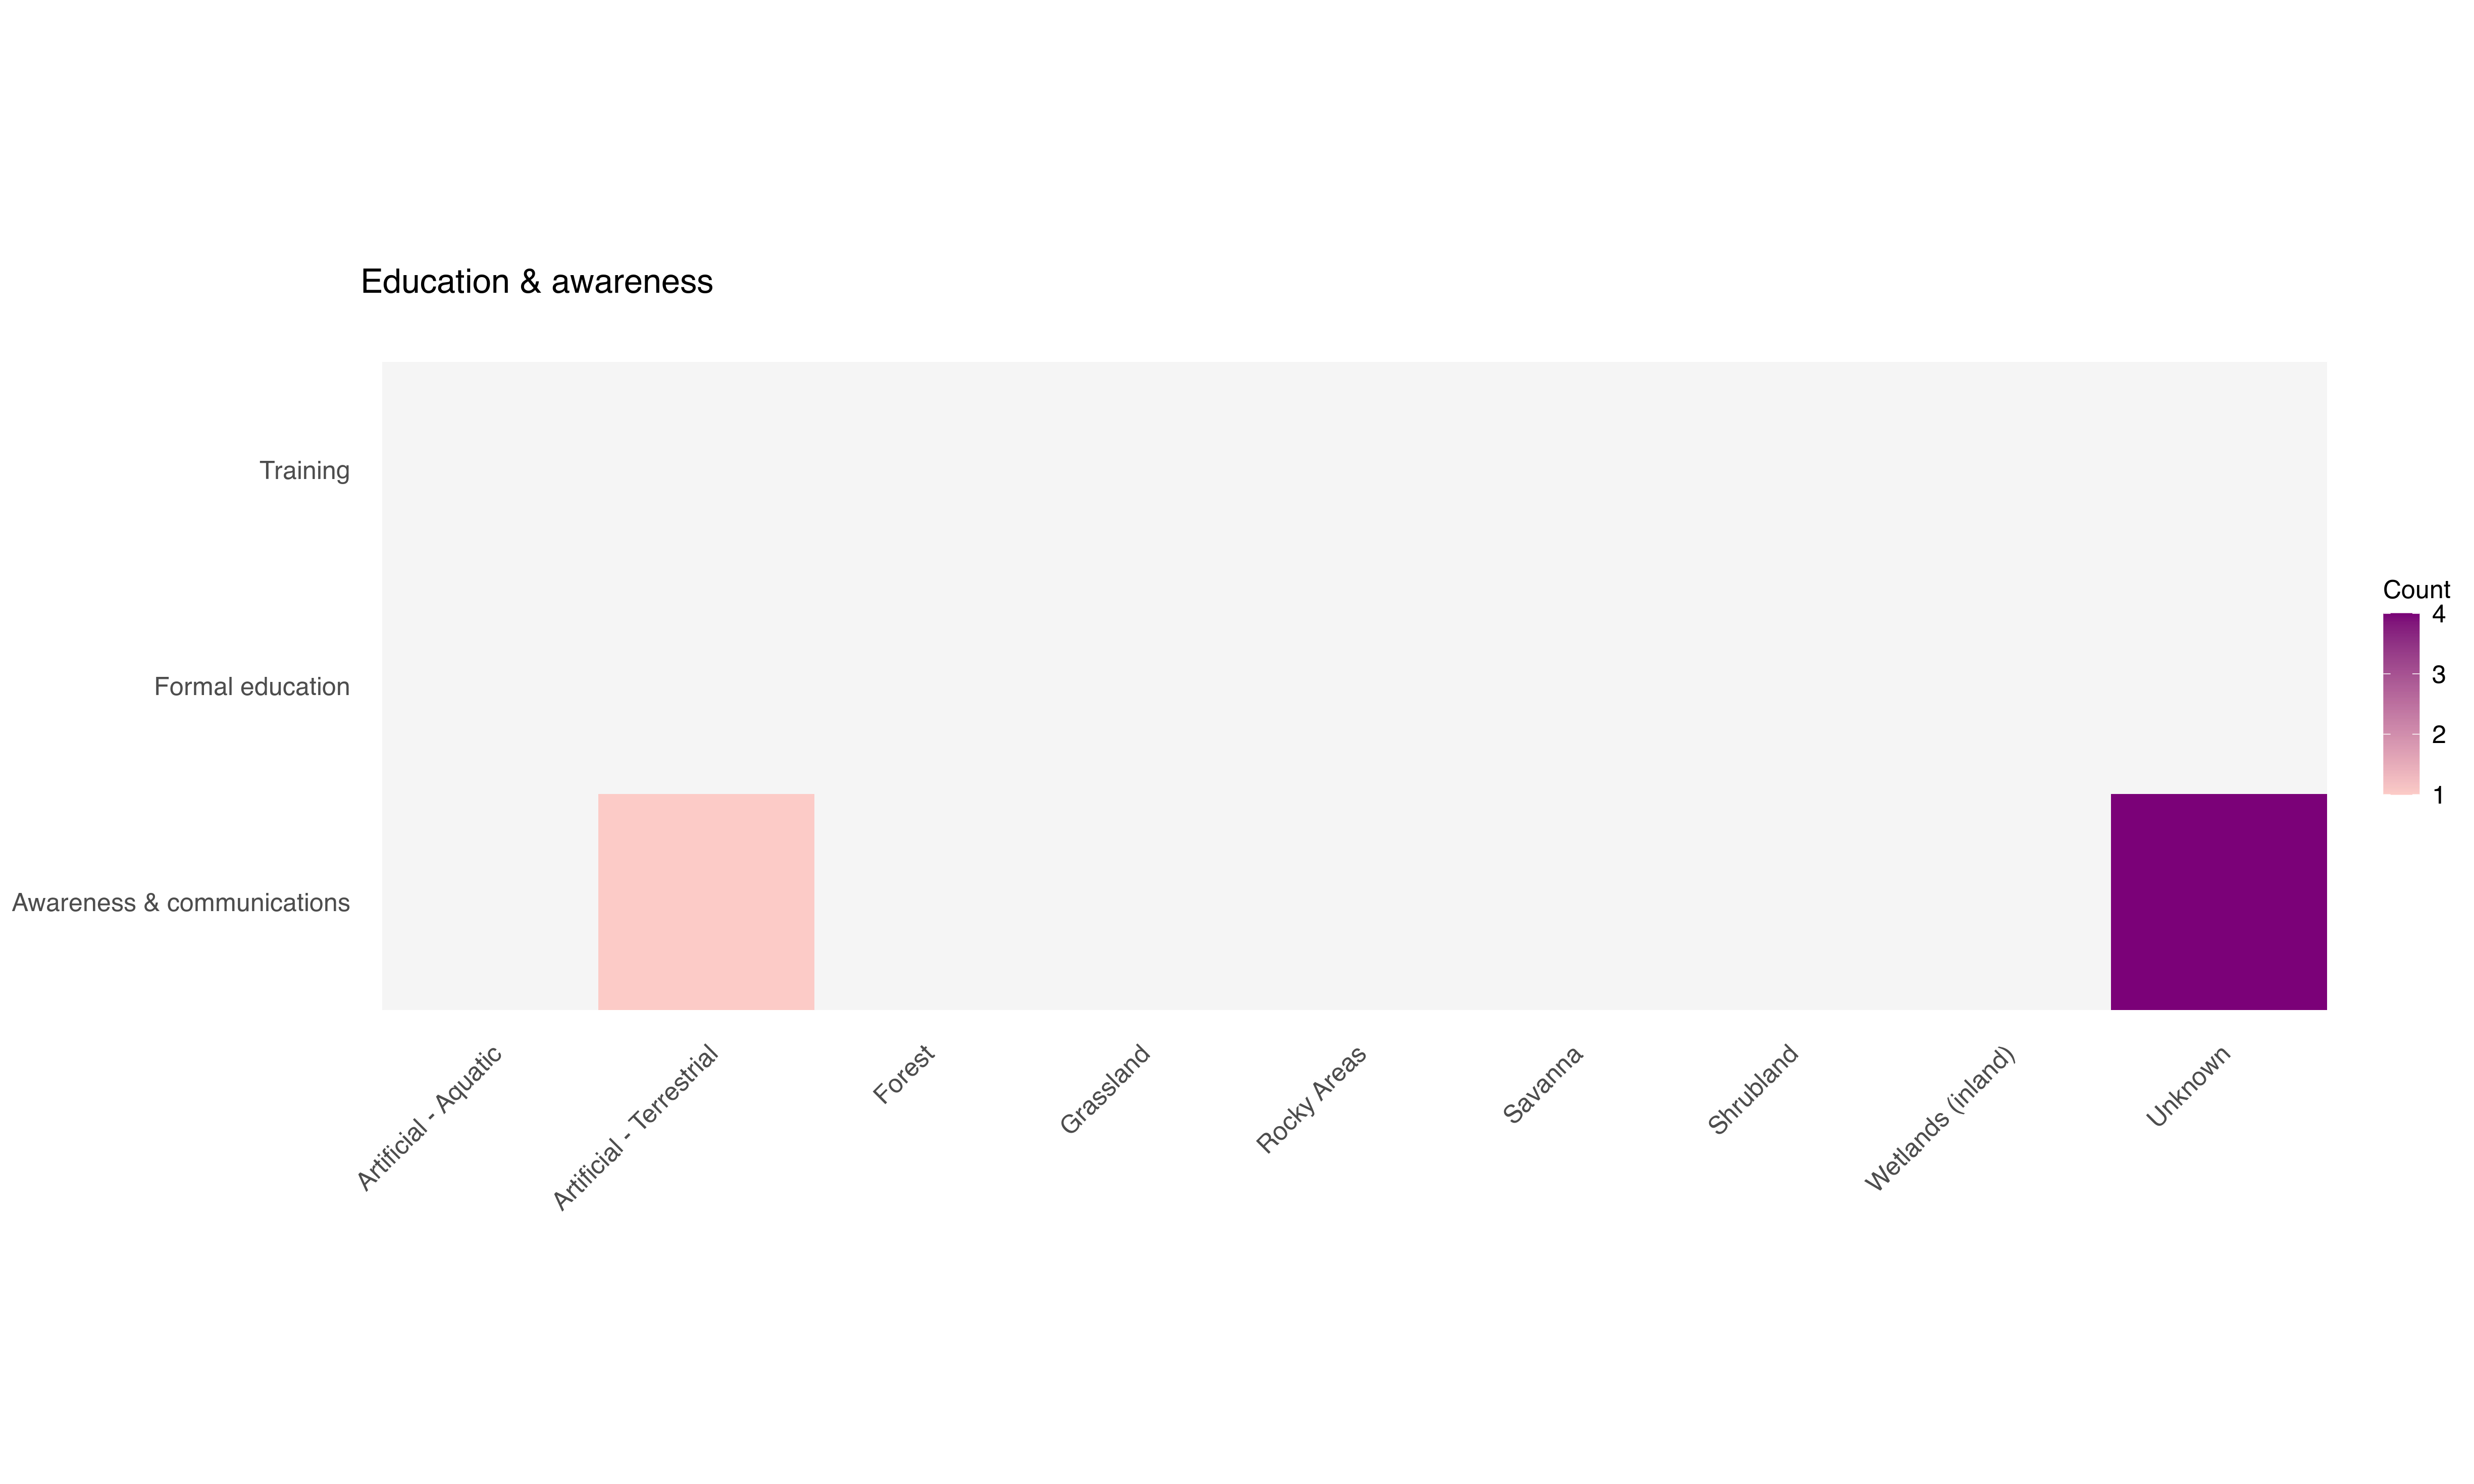 Education & awareness
Training
Formal education
Awareness & communications
Artificial - Aquatic
Artificial - Terrestrial
Forest
Grassland
Rocky Areas
Savanna
Shrubland
Wetlands (inland)
Unknown
Count
4
3
2
1